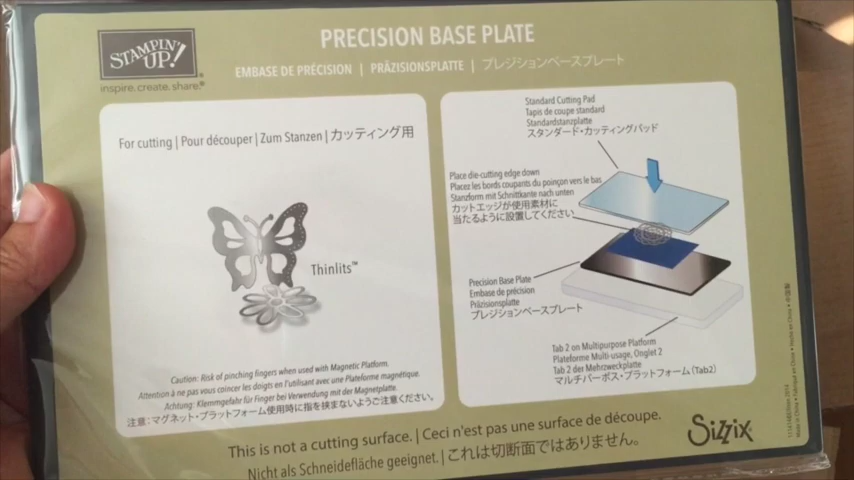 STAMPIN' UP!®
inspire. create. share.®
PRECISION BASE PLATE
EMBASE DE PRÉCISION | PRÄZISIONSPLATTE | プレジションベースプレート
For cutting | Pour découper | Zum Stanzen | カッティング用
Thinlits™
Caution: Risk of pinching fingers when used with Magnetic Platform.
Attention à ne pas vous coincer les doigts en l'utilisant avec une Plateforme magnétique.
Achtung: Klemmgefahr für Finger bei Verwendung mit der Magnetplatte.
注意:マグネット・プラットフォーム使用時に指を挟まないようご注意ください。
Standard Cutting Pad
Tapis de coupe standard
Standardstanzplatte
スタンダード・カッティングパッド
Place die-cutting edge down
Placez les bords coupants du poinçon vers le bas
Stanzform mit Schnittkante nach unten
カットエッジが使用素材に
当たるように設置してください
Precision Base Plate
Embase de précision
Präzisionsplatte
プレジションベースプレート
Tab 2 on Multipurpose Platform
Plateforme Multi-usage, Onglet 2
Tab 2 der Mehrzweckplatte
マルチパーパス・プラットフォーム(Tab2)
This is not a cutting surface. | Ceci n'est pas une surface de découpe.
Nicht als Schneidefläche geeignet. | これは切断面ではありません。
Sizzix
Made in China • Fabriqué en Chine • Hecho en China • 中国製